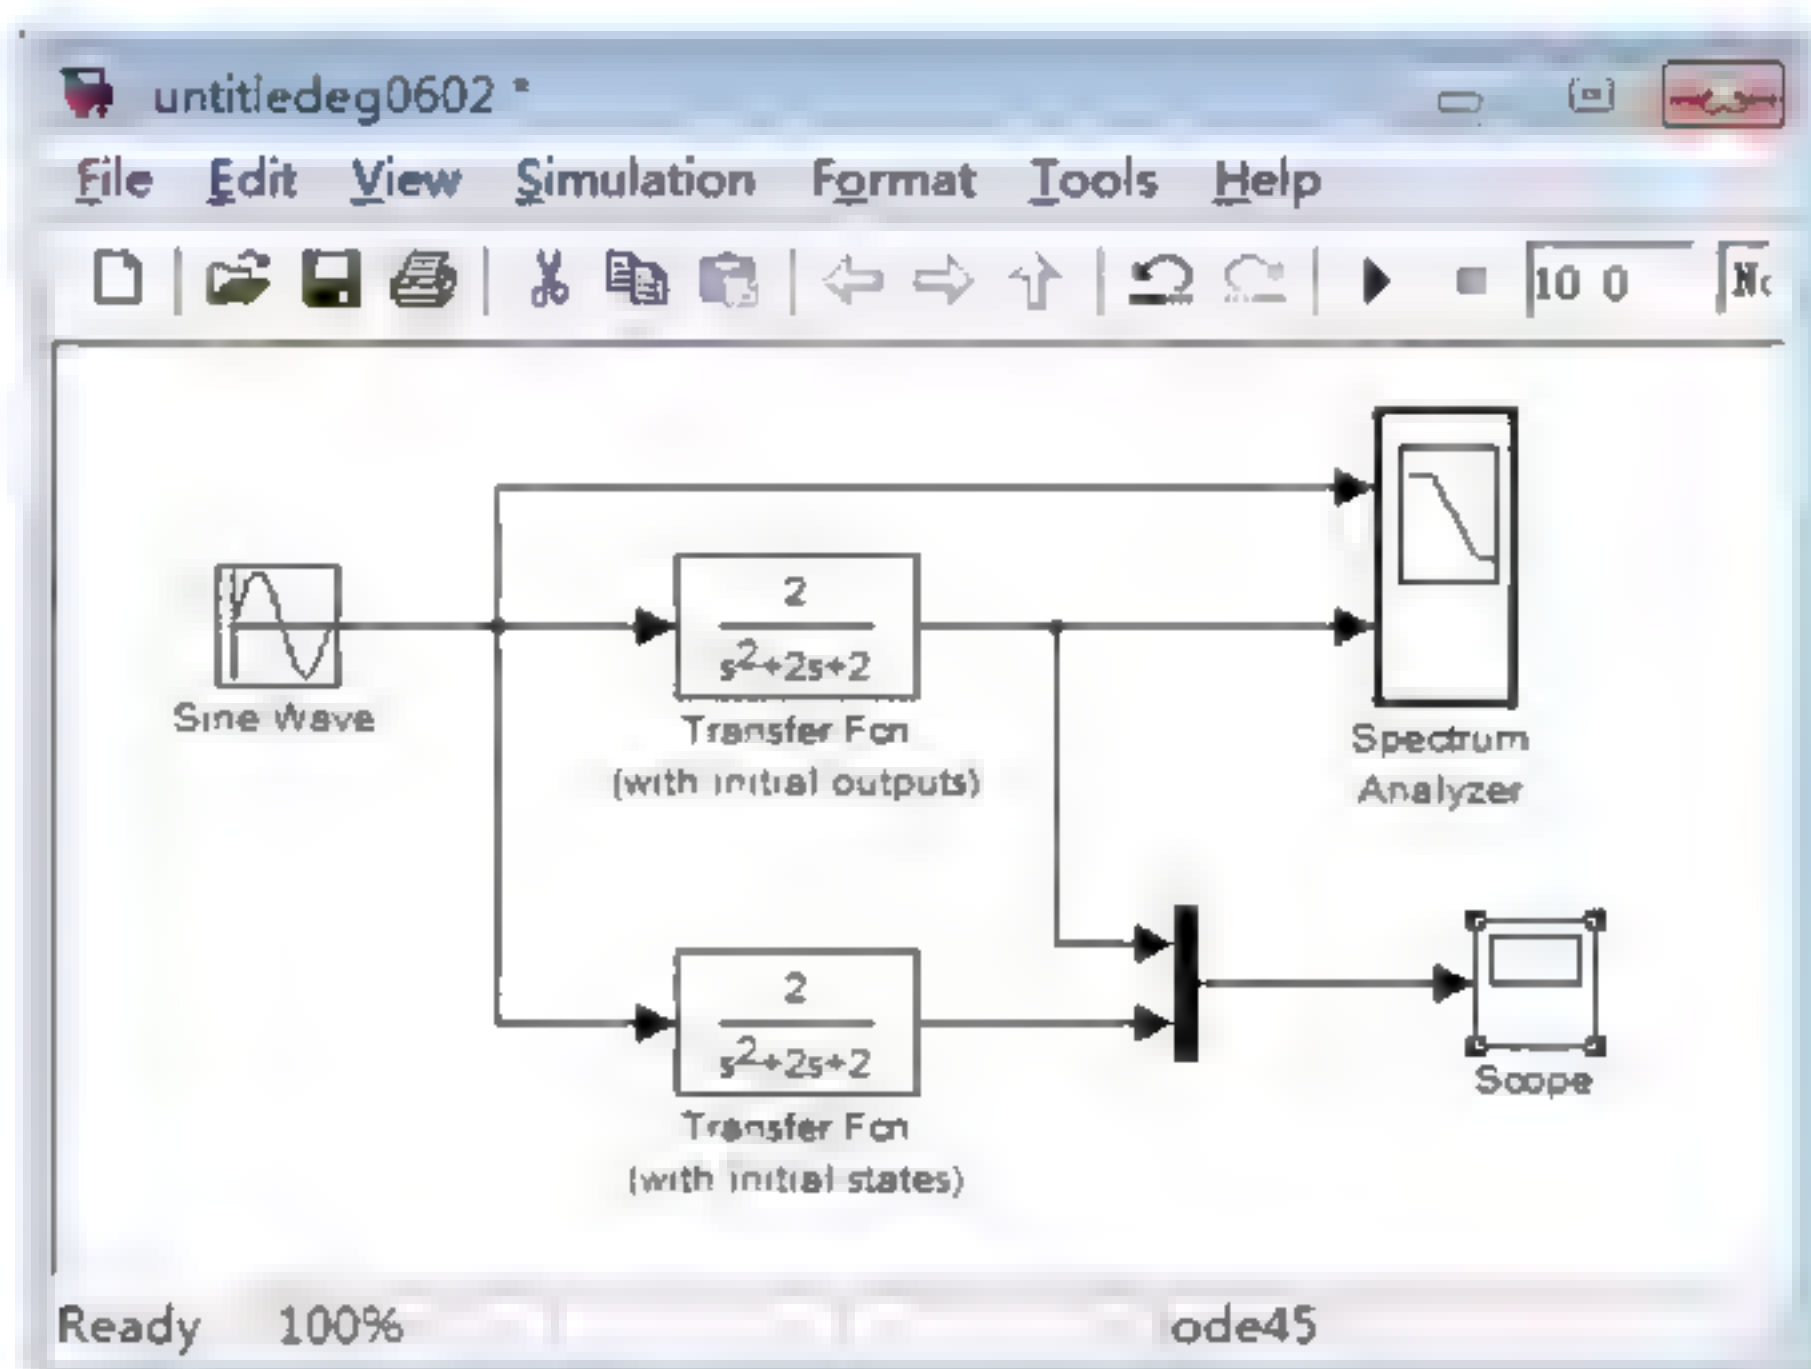 untitledeg0602 *
File Edit View Simulation Format Tools Help
10 0
2
s2+2s+2
Sine Wave
Transfer Fcn
(with initial outputs)
Spectrum
Analyzer
2
s2+2s+2
Transfer Fcn
(with initial states)
Scope
Ready 100% ode45